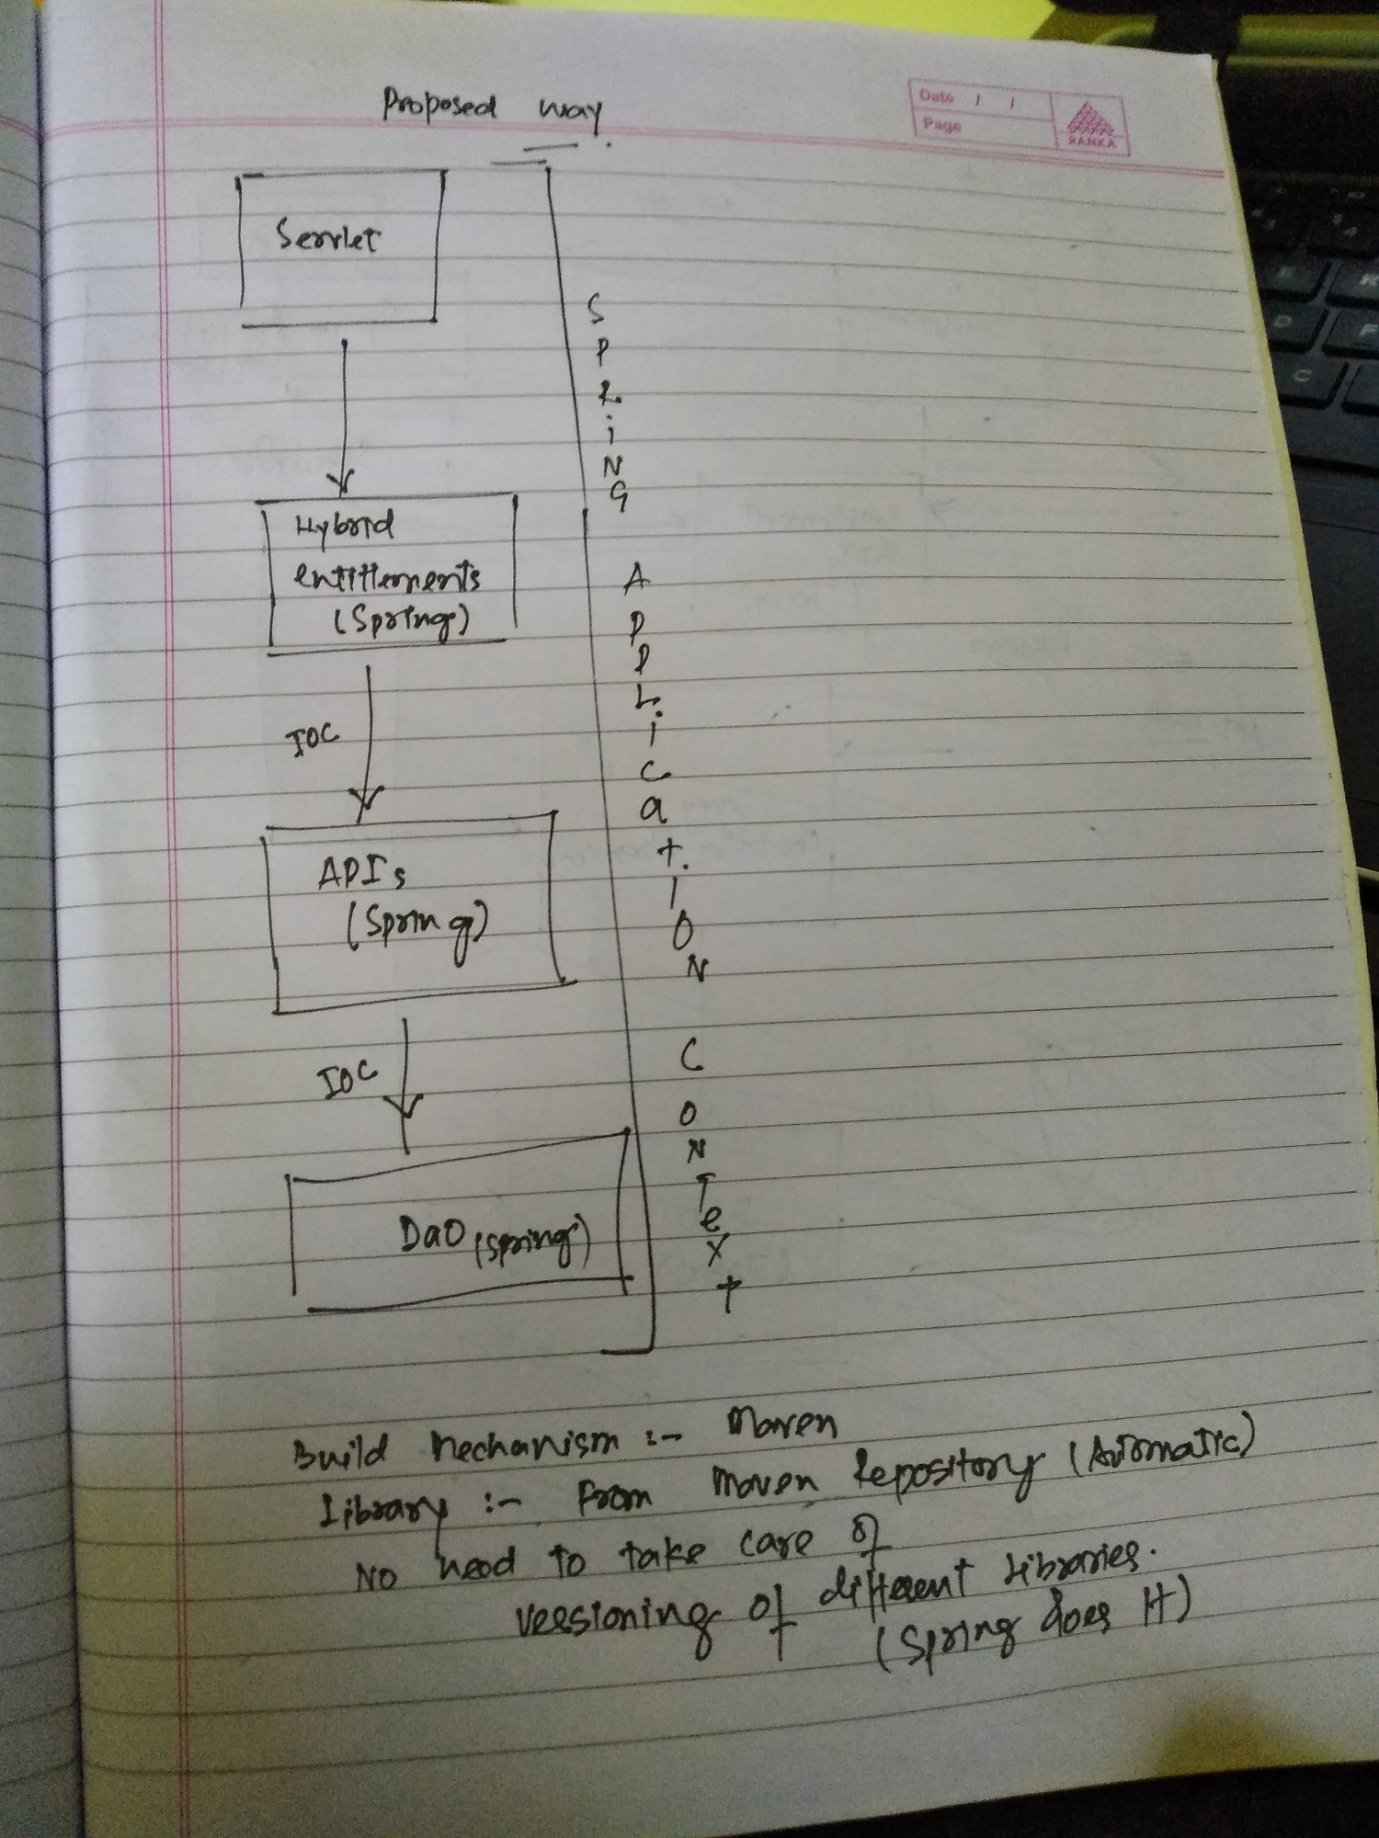 Proposed way.
Date / /
Page
RANKA
Servlet
SPRiNG APPLiCaTiON CONTeXT
Hybrid
entitlements
(Spring)
IOC
APIs
(Spring)
IOC
DaO (spring)
Build Mechanism :- Maven
Library :- From Maven Repository (Automatic)
No need to take care of
versioning of different libraries.
(Spring does it)